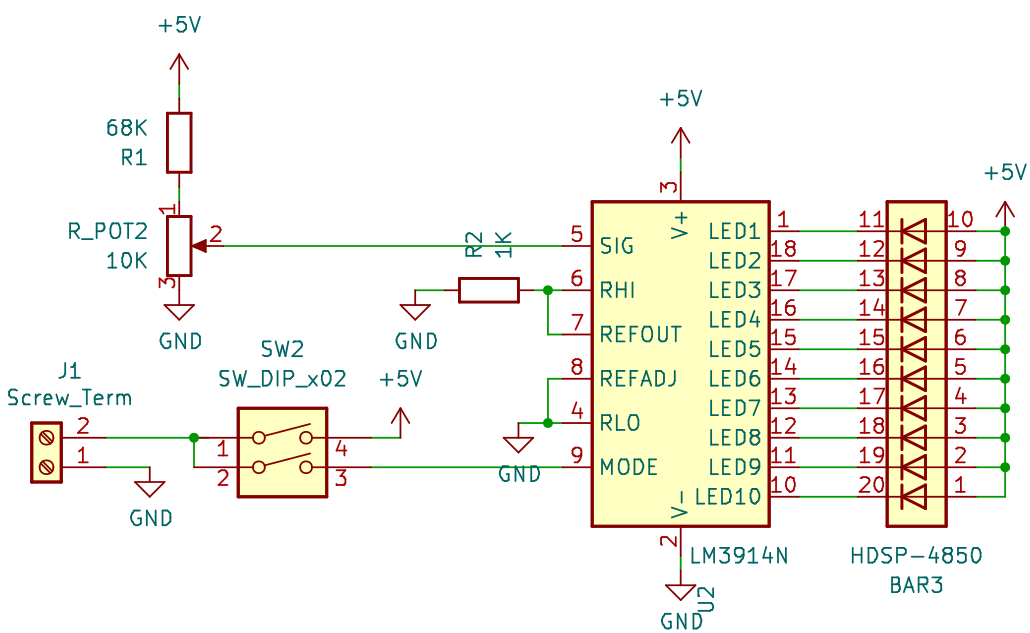 +5V
68K
R1
1
R_POT2
2
10K
3
GND
J1
Screw_Term
2
1
GND
SW2
SW_DIP_x02
1
2
4
3
+5V
GND
R2
1K
GND
+5V
3
V+
5
SIG
6
RHI
7
REFOUT
8
REFADJ
4
RLO
9
MODE
LED1
1
LED2
18
LED3
17
LED4
16
LED5
15
LED6
14
LED7
13
LED8
12
LED9
11
LED10
10
V-
2
LM3914N
U2
GND
+5V
11
10
12
9
13
8
14
7
15
6
16
5
17
4
18
3
19
2
20
1
HDSP-4850
BAR3